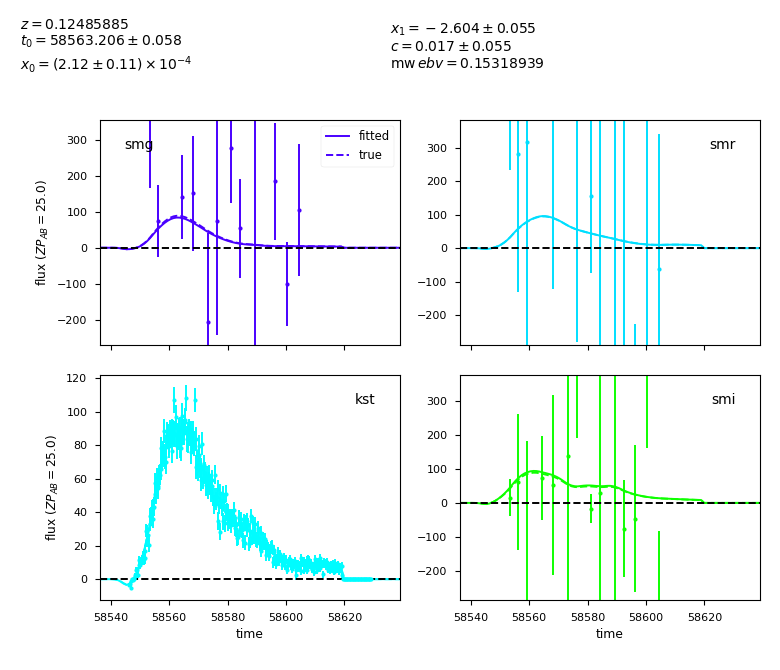 z = 0.12485885
t₀ = 58563.206 ± 0.058
x₀ = (2.12 ± 0.11) × 10⁻⁴
x₁ = −2.604 ± 0.055
c = 0.017 ± 0.055
mw ebv = 0.15318939
smg
fitted
true
300
200
100
0
−100
−200
flux (ZP_AB = 25.0)
smr
300
200
100
0
−100
−200
kst
120
100
80
60
40
20
0
flux (ZP_AB = 25.0)
58540 58560 58580 58600 58620
time
smi
300
200
100
0
−100
−200
58540 58560 58580 58600 58620
time